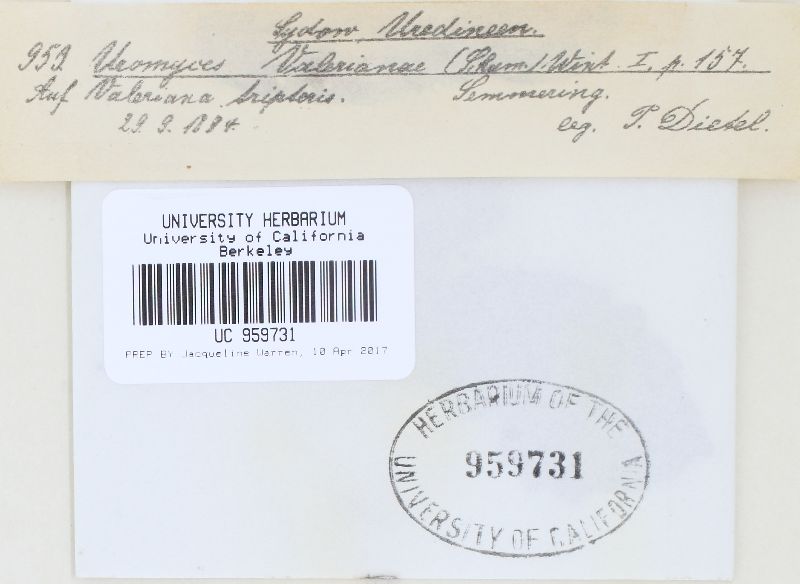 Sydow, Uredineen.
953. Uromyces Valerianae (Schum.) Wint. I, p. 157.
Auf Valeriana tripteris. Semmering.
29. 9. 1894. leg. P. Dietel.
UNIVERSITY HERBARIUM
University of California
Berkeley
UC 959731
PREP BY Jacqueline Warren, 10 Apr 2017
HERBARIUM OF THE
959731
UNIVERSITY OF CALIFORNIA